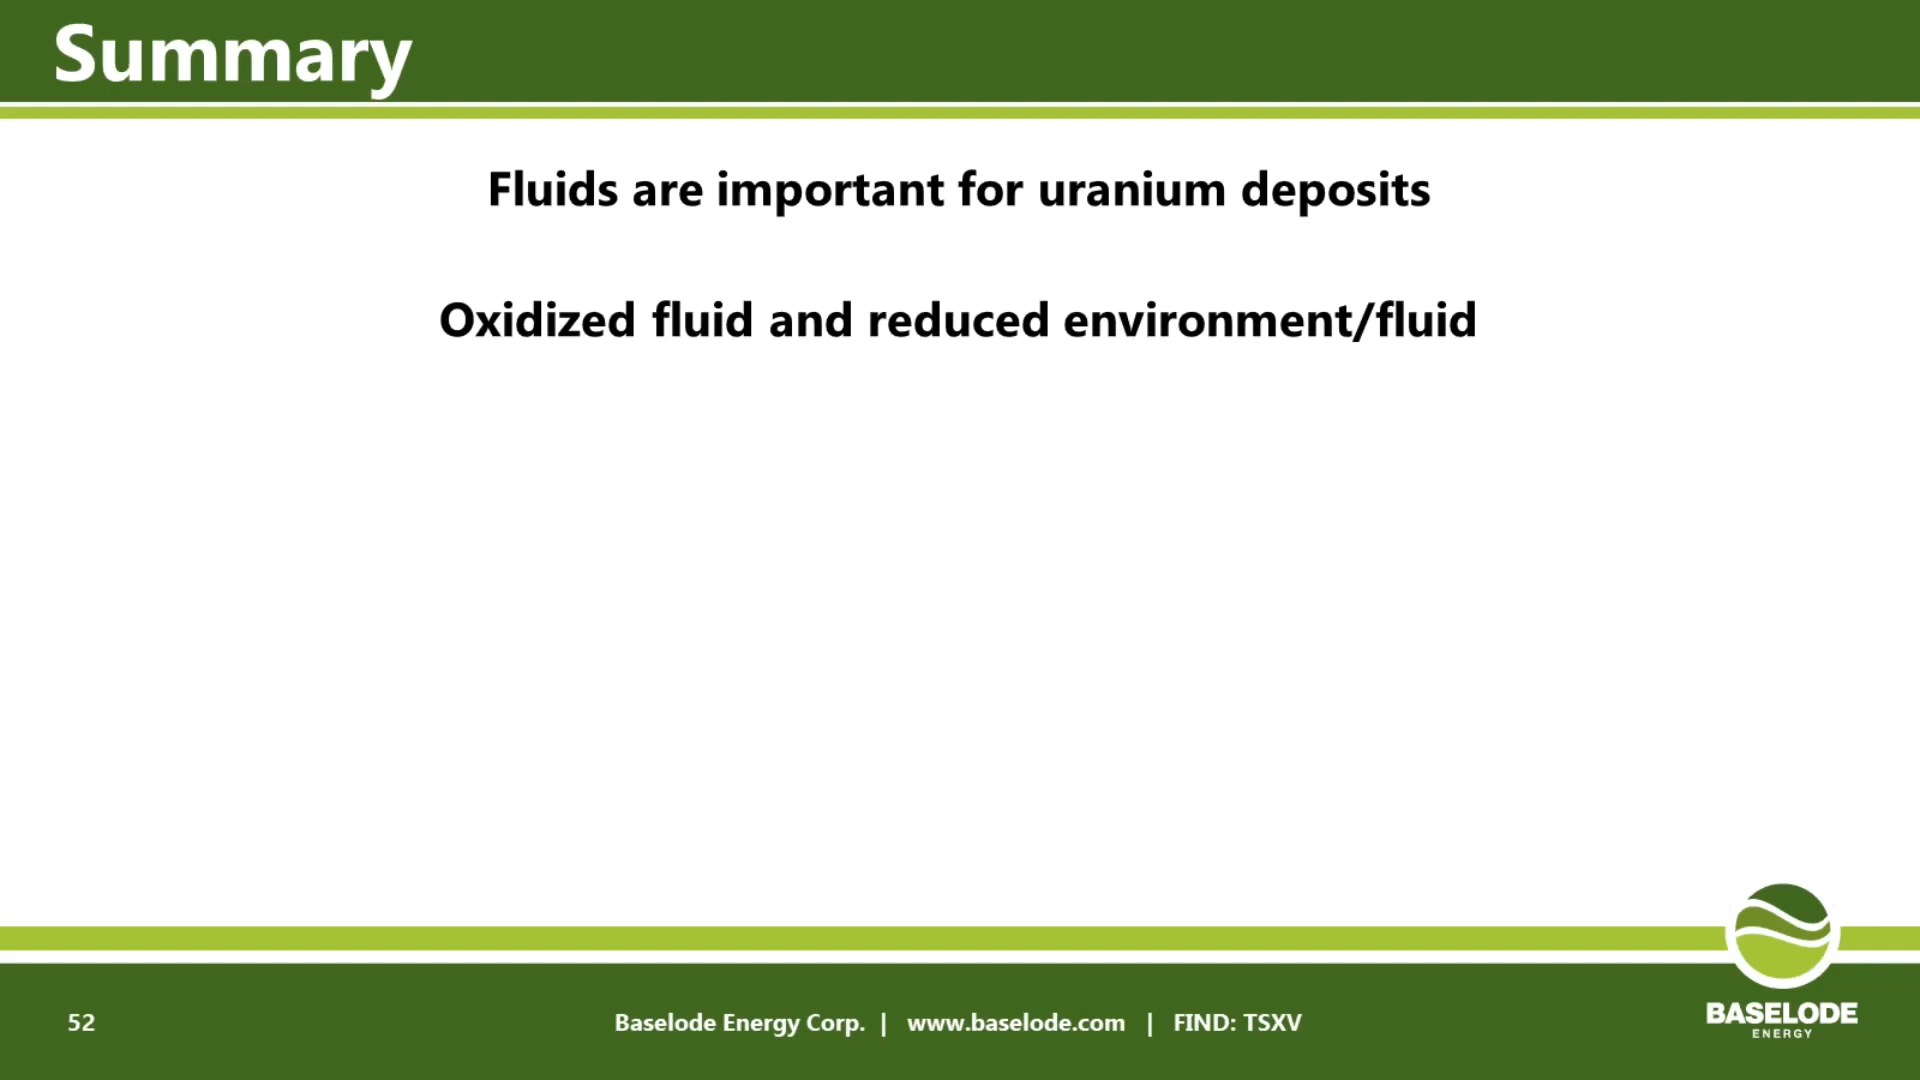 Summary
Fluids are important for uranium deposits
Oxidized fluid and reduced environment/fluid
52
Baselode Energy Corp. | www.baselode.com | FIND: TSXV
BASELODE
ENERGY